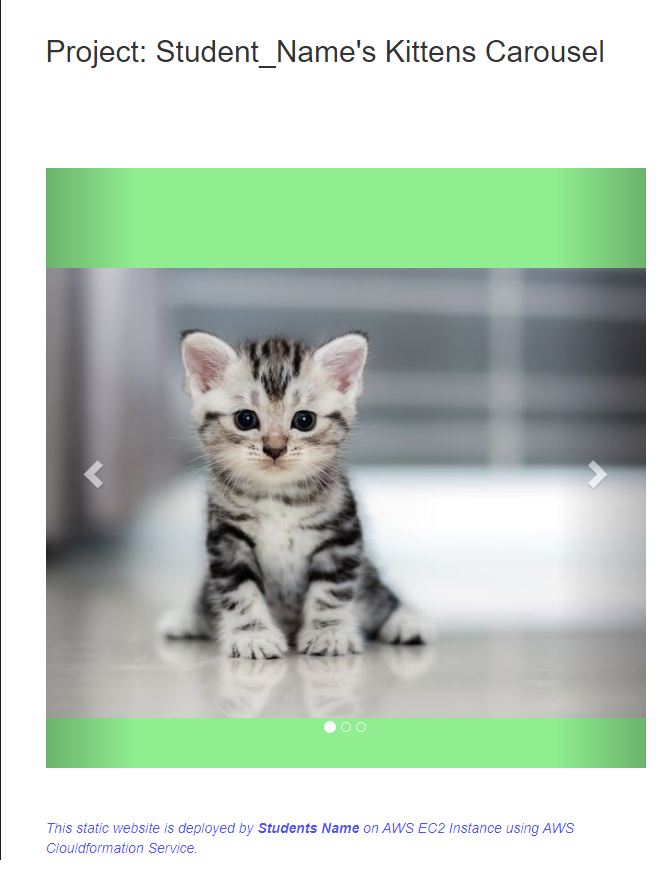 Project: Student_Name's Kittens Carousel
This static website is deployed by Students Name on AWS EC2 Instance using AWS
Clouldformation Service.